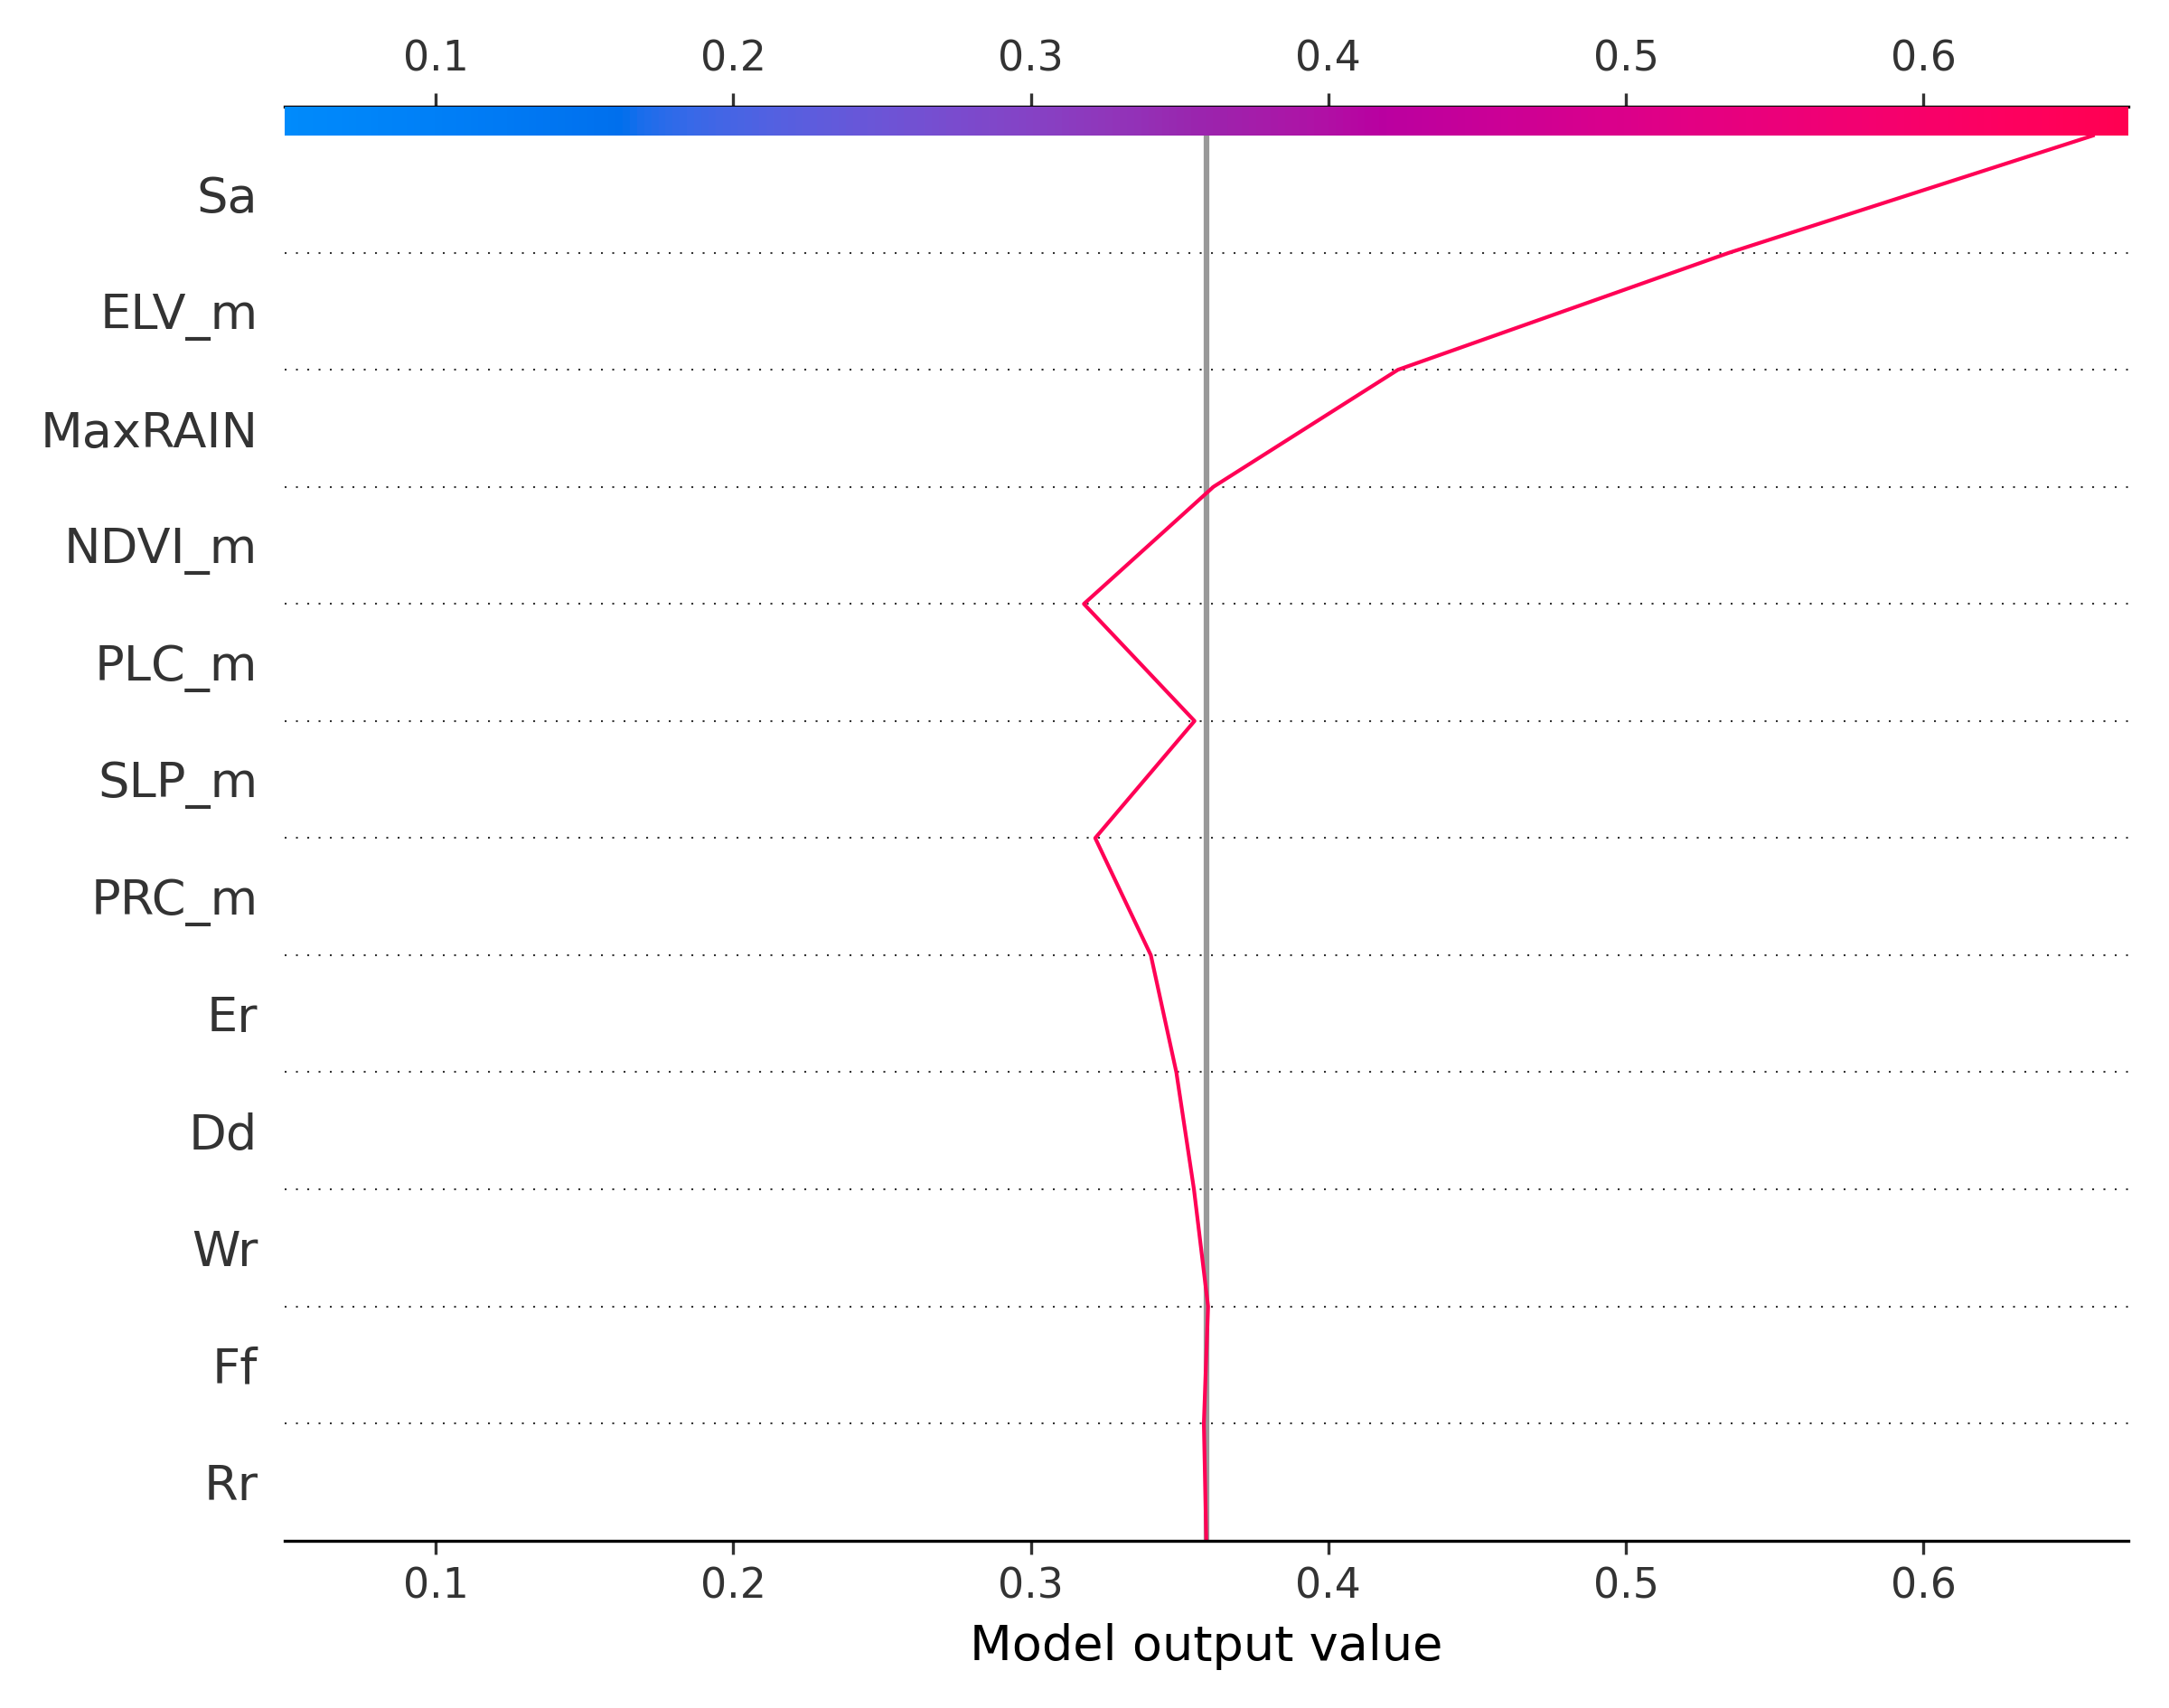 0.1 0.2 0.3 0.4 0.5 0.6
Sa
ELV_m
MaxRAIN
NDVI_m
PLC_m
SLP_m
PRC_m
Er
Dd
Wr
Ff
Rr
0.1 0.2 0.3 0.4 0.5 0.6
Model output value